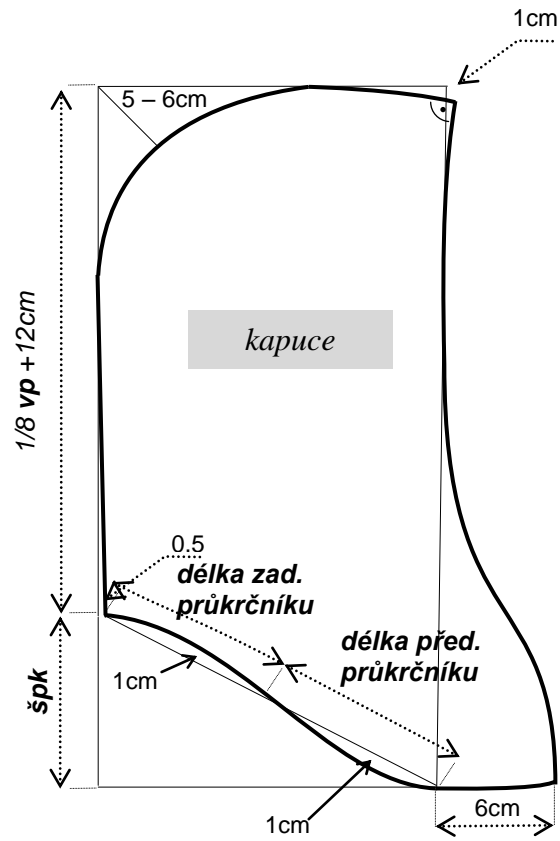 1cm
5 – 6cm
1/8 vp +12cm
kapuce
0.5
délka zad.
průkrčníku
délka před.
průkrčníku
1cm
špk
6cm
1cm